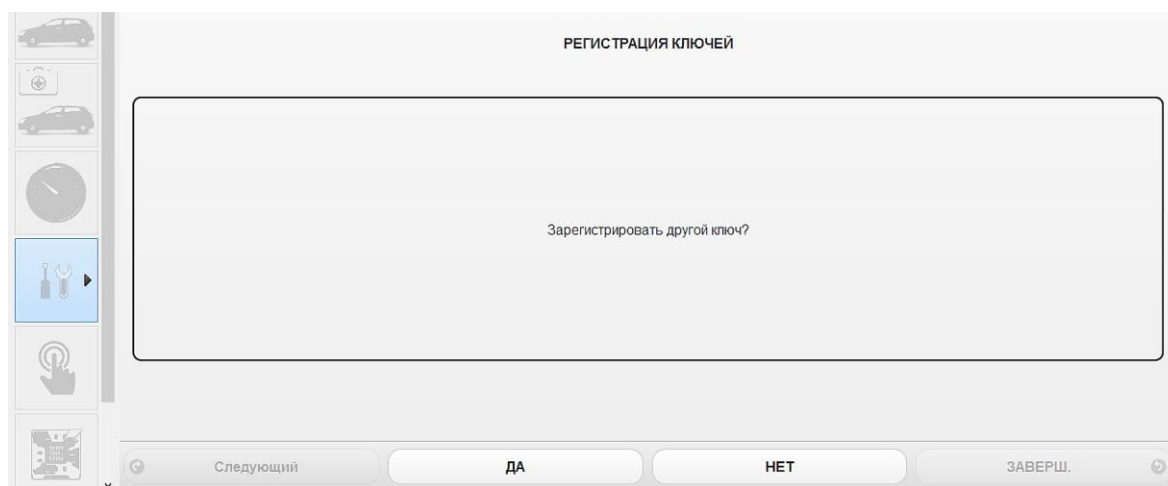 РЕГИСТРАЦИЯ КЛЮЧЕЙ
Зарегистрировать другой ключ?
Следующий
ДА
НЕТ
ЗАВЕРШ.